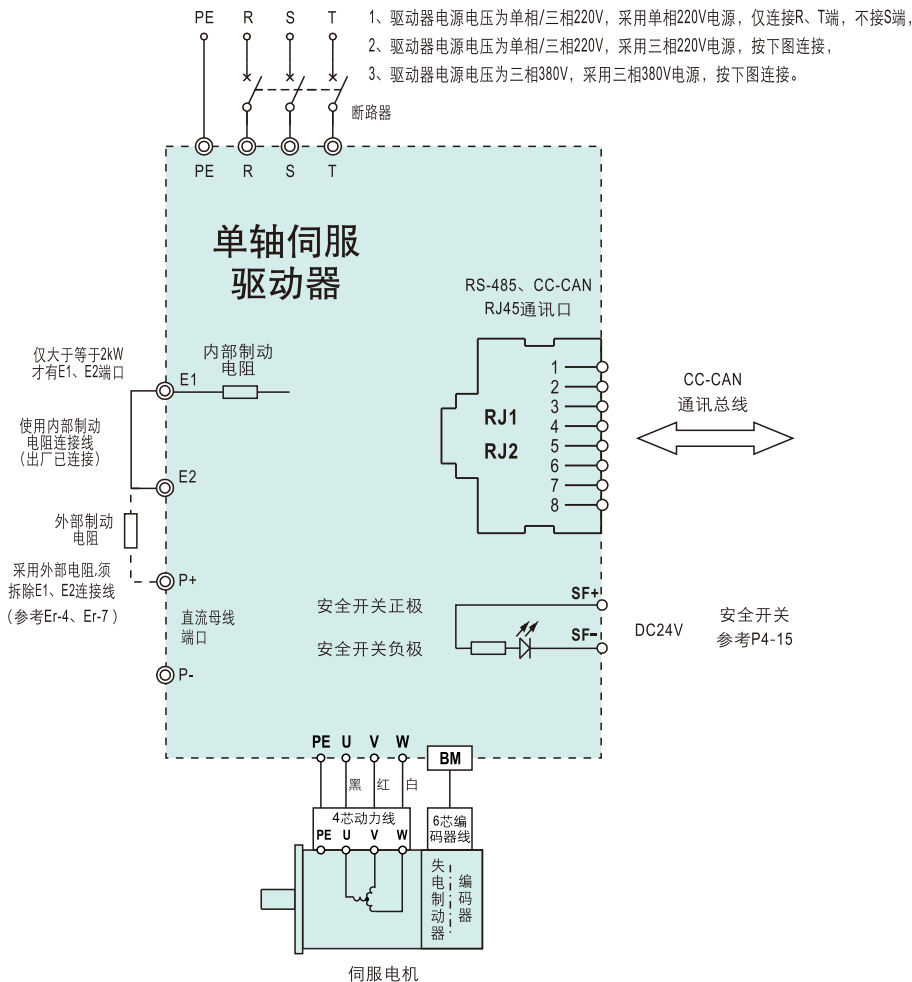 PE R S T
1、驱动器电源电压为单相/三相220V，采用单相220V电源，仅连接R、T端，不接S端，
2、驱动器电源电压为单相/三相220V，采用三相220V电源，按下图连接，
3、驱动器电源电压为三相380V，采用三相380V电源，按下图连接。
断路器
PE R S T
单轴伺服
驱动器
RS-485、CC-CAN
RJ45通讯口
仅大于等于2kW
才有E1、E2端口
E1
内部制动
电阻
使用内部制动
电阻连接线
（出厂已连接）
E2
外部制动
电阻
采用外部电阻,须
拆除E1、E2连接线
（参考Er-4、Er-7）
P+
直流母线
端口
P-
RJ1
RJ2
1
2
3
4
5
6
7
8
CC-CAN
通讯总线
安全开关正极
SF+
安全开关负极
SF-
DC24V
安全开关
参考P4-15
PE U V W
BM
黑 红 白
4芯动力线
PE U V W
6芯编
码器线
失电制动器
编码器
伺服电机